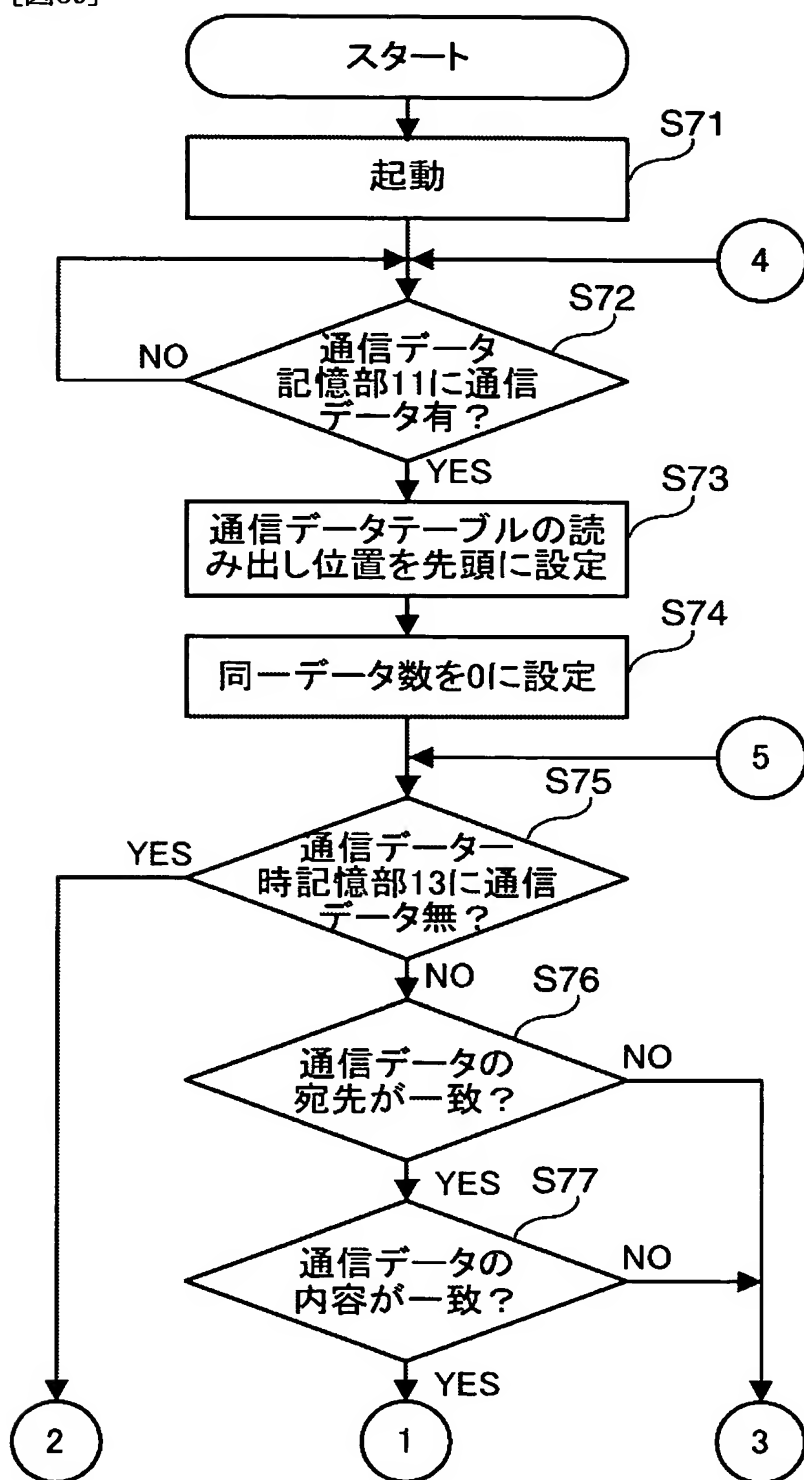 スタート
S71
起動
4
S72
通信データ
記憶部11に通信
データ有？
NO
YES
S73
通信データテーブルの読
み出し位置を先頭に設定
S74
同一データ数を0に設定
5
S75
通信データ一
時記憶部13に通信
データ無？
YES
NO
S76
通信データの
宛先が一致？
NO
YES
S77
通信データの
内容が一致？
NO
YES
2
1
3